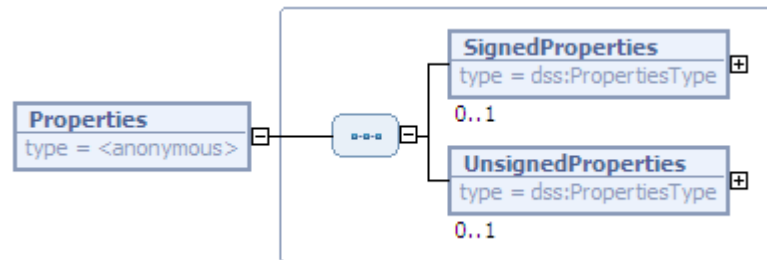 SignedProperties
type = dss:PropertiesType
0..1
Properties
type = <anonymous>
UnsignedProperties
type = dss:PropertiesType
0..1